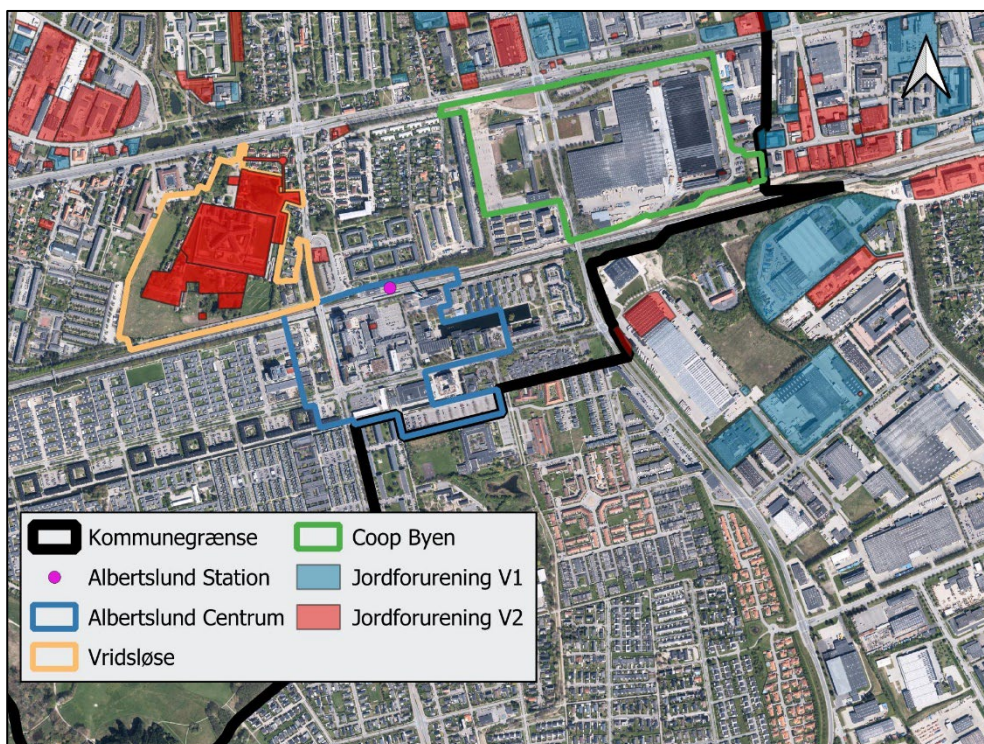 Kommunegrænse
Coop Byen
Albertslund Station
Jordforurening V1
Albertslund Centrum
Jordforurening V2
Vridsløse